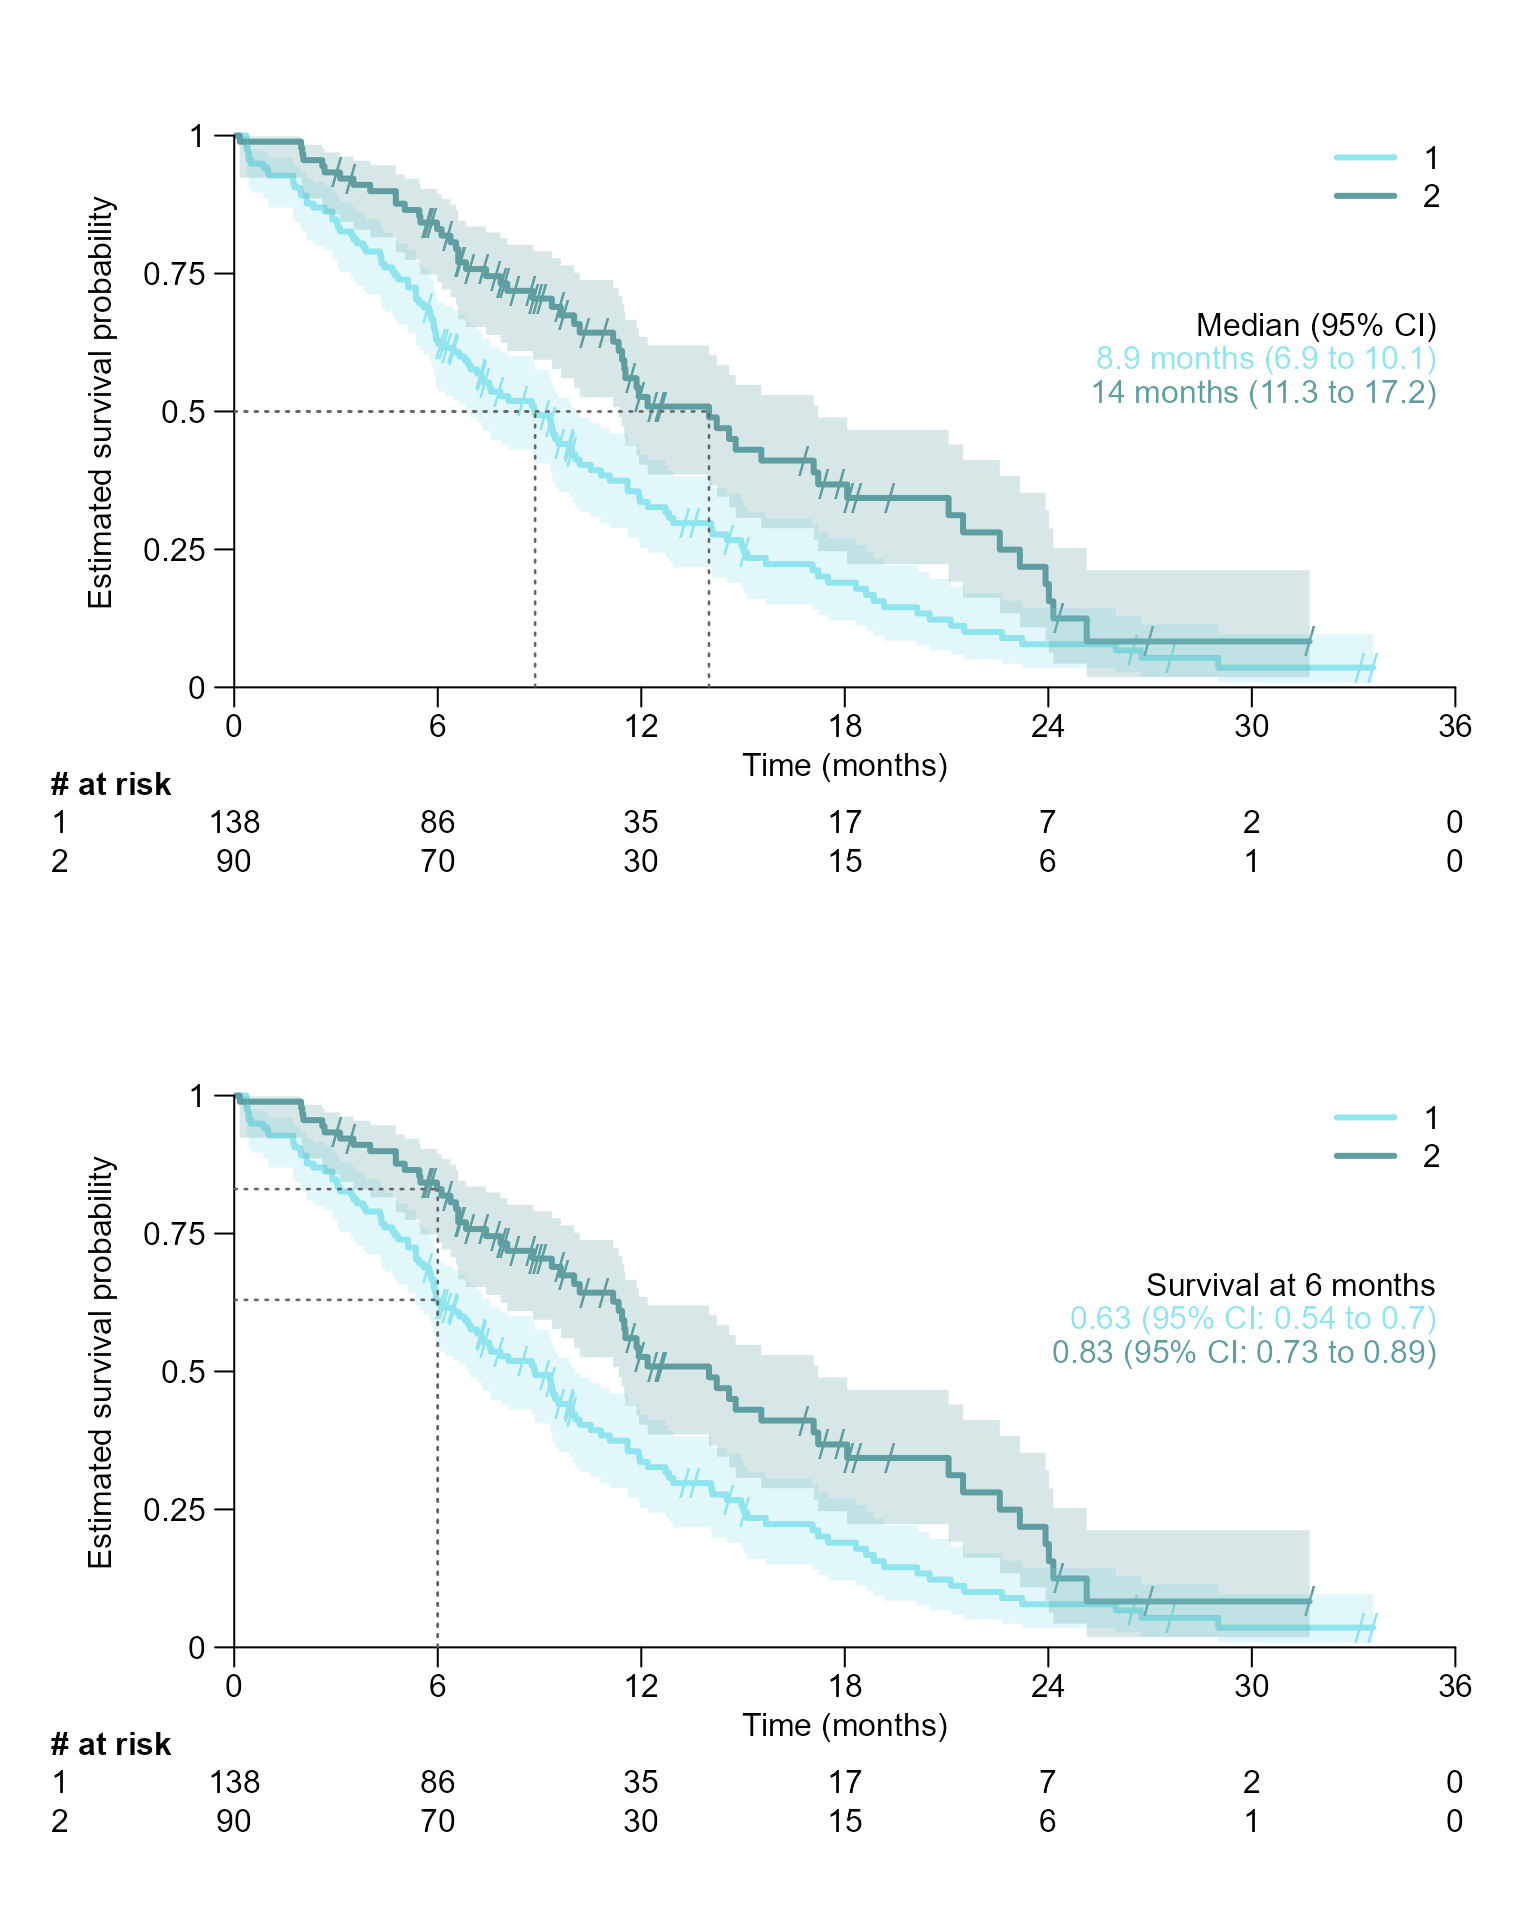 1
1
2
0.75
Estimated survival probability
Median (95% CI)
8.9 months (6.9 to 10.1)
14 months (11.3 to 17.2)
0.5
0.25
0
0 6 12 18 24 30 36
Time (months)
# at risk
1 138 86 35 17 7 2 0
2 90 70 30 15 6 1 0
1
1
2
0.75
Estimated survival probability
Survival at 6 months
0.63 (95% CI: 0.54 to 0.7)
0.83 (95% CI: 0.73 to 0.89)
0.5
0.25
0
0 6 12 18 24 30 36
Time (months)
# at risk
1 138 86 35 17 7 2 0
2 90 70 30 15 6 1 0